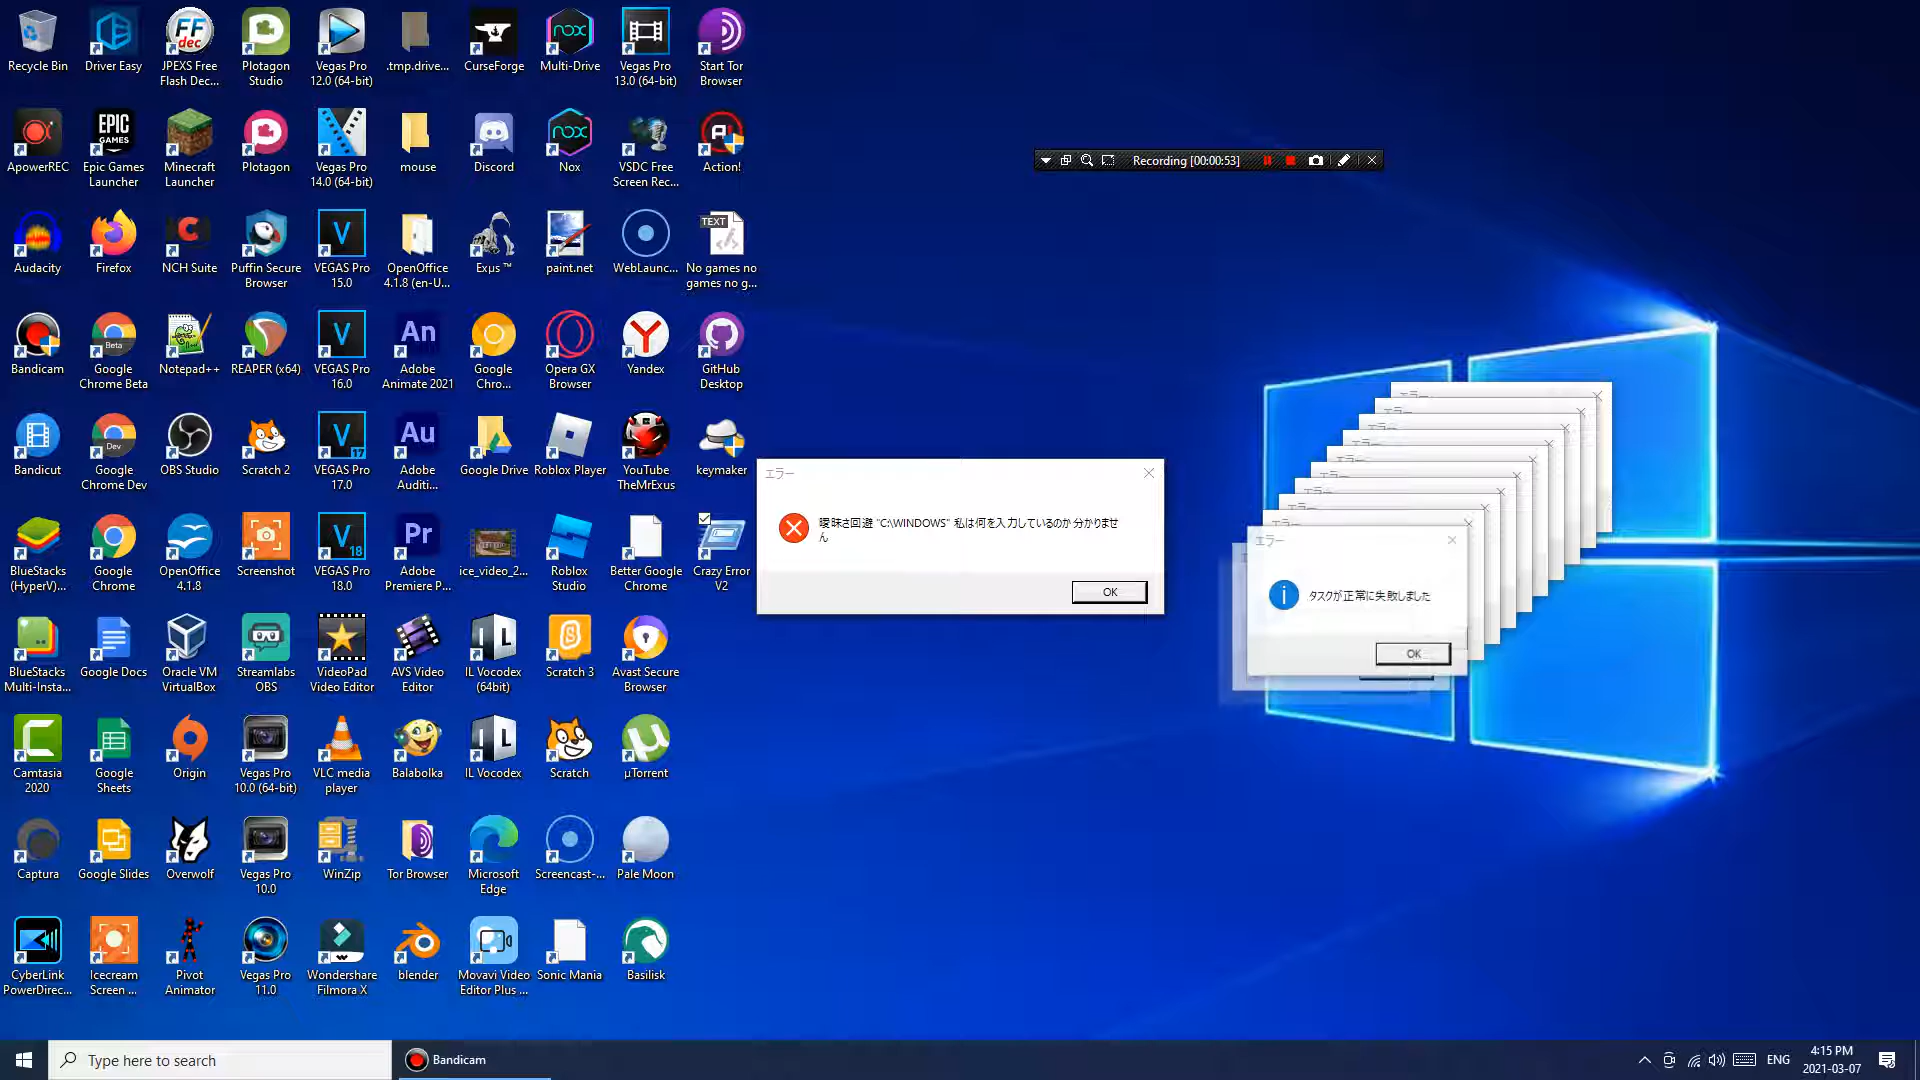 Recycle Bin
Driver Easy
JPEXS Free
Flash Dec...
Plotagon
Studio
Vegas Pro
12.0 (64-bit)
.tmp.drive...
CurseForge
Multi-Drive
Vegas Pro
13.0 (64-bit)
Start Tor
Browser
ApowerREC
Epic Games
Launcher
Minecraft
Launcher
Plotagon
Vegas Pro
14.0 (64-bit)
mouse
Discord
Nox
VSDC Free
Screen Rec...
Action!
Recording [00:00:53]
Audacity
Firefox
NCH Suite
Puffin Secure
Browser
VEGAS Pro
15.0
OpenOffice
4.1.8 (en-U...
Exμs ™
paint.net
WebLaunc...
TEXT
No games no
games no g...
Bandicam
Beta
Google
Chrome Beta
Notepad++
REAPER (x64)
VEGAS Pro
16.0
An
Adobe
Animate 2021
Google
Chro...
Opera GX
Browser
Yandex
GitHub
Desktop
Bandicut
Dev
Google
Chrome Dev
OBS Studio
Scratch 2
17
VEGAS Pro
17.0
Au
Adobe
Auditi...
Google Drive
Roblox Player
YouTube
TheMrExus
keymaker
BlueStacks
(HyperV)...
Google
Chrome
OpenOffice
4.1.8
Screenshot
18
VEGAS Pro
18.0
Pr
Adobe
Premiere P...
ice_video_2...
Roblox
Studio
Better Google
Chrome
Crazy Error
V2
エラー
曖昧さ回避 "C:\WINDOWS" 私は何を入力しているのか分かりませ
ん
OK
エラー
タスクが正常に失敗しました
OK
BlueStacks
Multi-Insta...
Google Docs
Oracle VM
VirtualBox
Streamlabs
OBS
VideoPad
Video Editor
AVS Video
Editor
IL Vocodex
(64bit)
Scratch 3
Avast Secure
Browser
Camtasia
2020
Google
Sheets
Origin
Vegas Pro
10.0 (64-bit)
VLC media
player
Balabolka
IL Vocodex
Scratch
µTorrent
Captura
Google Slides
Overwolf
Vegas Pro
10.0
WinZip
Tor Browser
Microsoft
Edge
Screencast-...
Pale Moon
CyberLink
PowerDirec...
Icecream
Screen ...
Pivot
Animator
Vegas Pro
11.0
Wondershare
Filmora X
blender
Movavi Video
Editor Plus ...
Sonic Mania
Basilisk
Type here to search
Bandicam
ENG
4:15 PM
2021-03-07